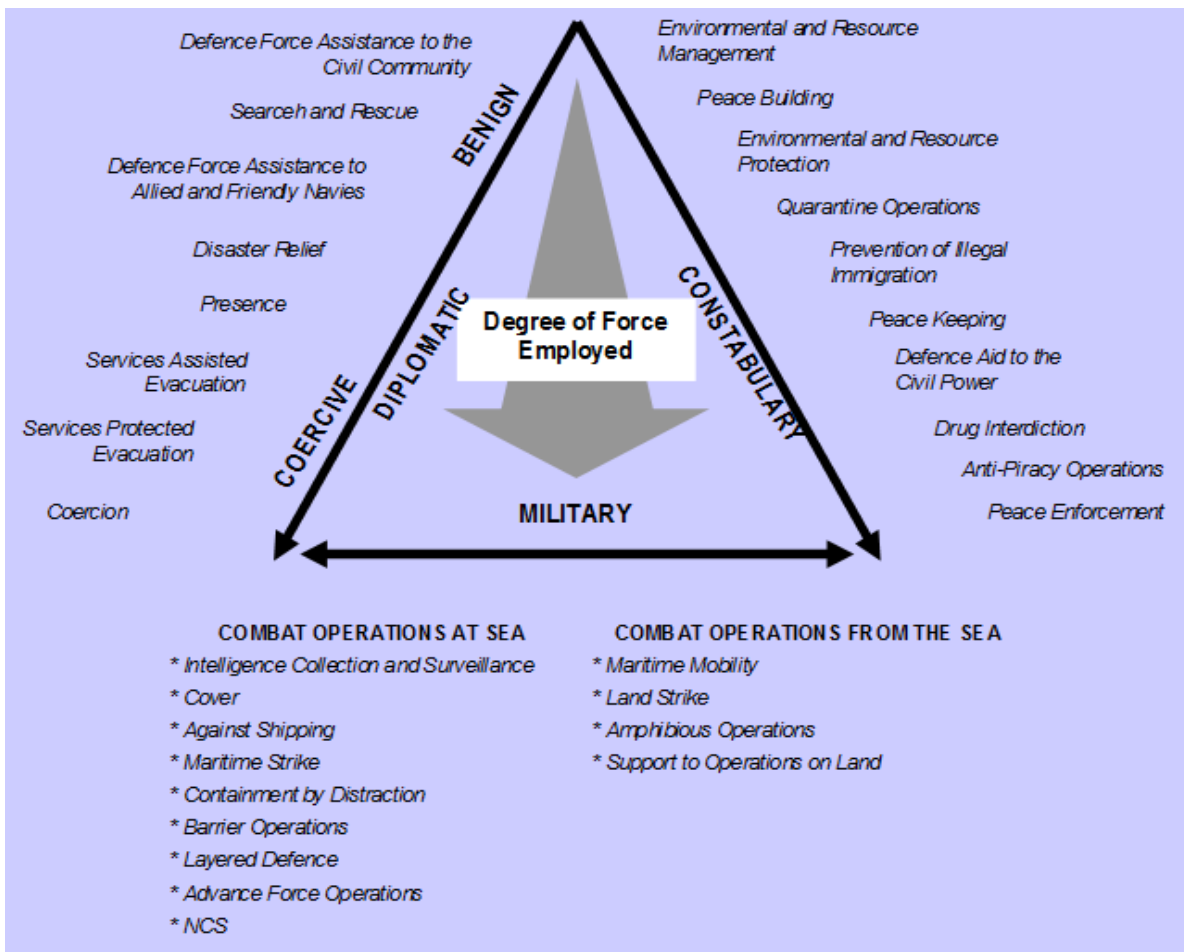 Defence Force Assistance to the
Civil Community
Searceh and Rescue
Defence Force Assistance to
Allied and Friendly Navies
Disaster Relief
Presence
Services Assisted
Evacuation
Services Protected
Evacuation
Coercion
BENIGN
DIPLOMATIC
COERCIVE
Degree of Force
Employed
MILITARY
CONSTABULARY
Environmental and Resource
Management
Peace Building
Environmental and Resource
Protection
Quarantine Operations
Prevention of Illegal
Immigration
Peace Keeping
Defence Aid to the
Civil Power
Drug Interdiction
Anti-Piracy Operations
Peace Enforcement
COMBAT OPERATIONS AT SEA
* Intelligence Collection and Surveillance
* Cover
* Against Shipping
* Maritime Strike
* Containment by Distraction
* Barrier Operations
* Layered Defence
* Advance Force Operations
* NCS
COMBAT OPERATIONS FROM THE SEA
* Maritime Mobility
* Land Strike
* Amphibious Operations
* Support to Operations on Land